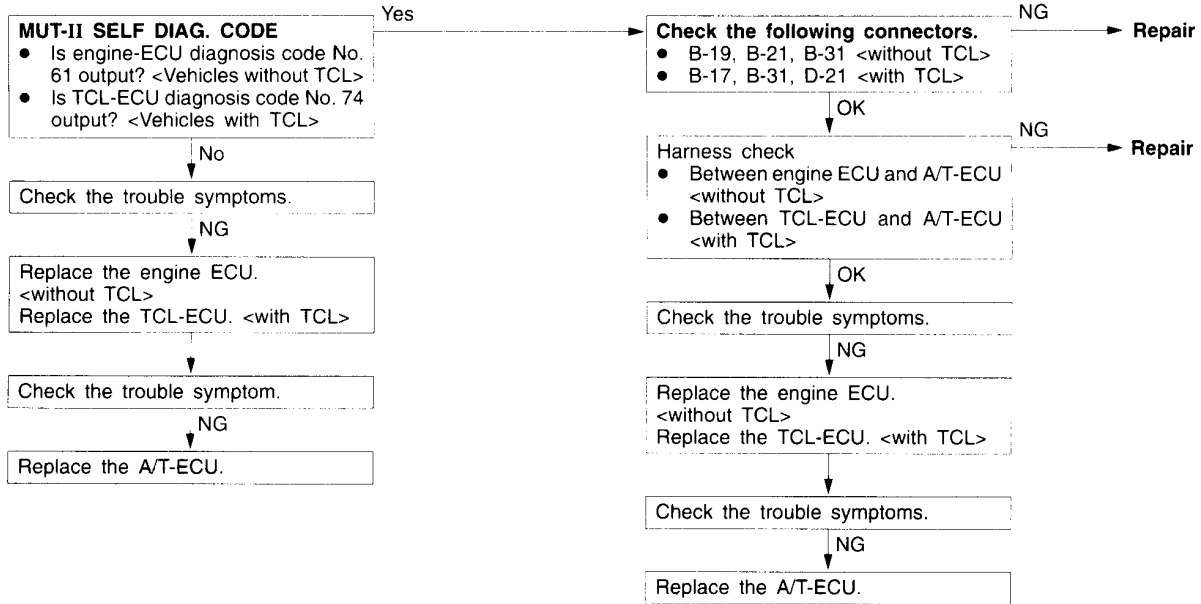 MUT-II SELF DIAG. CODE
● Is engine-ECU diagnosis code No.
61 output? <Vehicles without TCL>
● Is TCL-ECU diagnosis code No. 74
output? <Vehicles with TCL>
Yes
No
Check the trouble symptoms.
NG
Replace the engine ECU.
<without TCL>
Replace the TCL-ECU. <with TCL>
Check the trouble symptom.
NG
Replace the A/T-ECU.
Check the following connectors.
● B-19, B-21, B-31 <without TCL>
● B-17, B-31, D-21 <with TCL>
NG
Repair
OK
Harness check
● Between engine ECU and A/T-ECU
<without TCL>
● Between TCL-ECU and A/T-ECU
<with TCL>
NG
Repair
OK
Check the trouble symptoms.
NG
Replace the engine ECU.
<without TCL>
Replace the TCL-ECU. <with TCL>
Check the trouble symptoms.
NG
Replace the A/T-ECU.